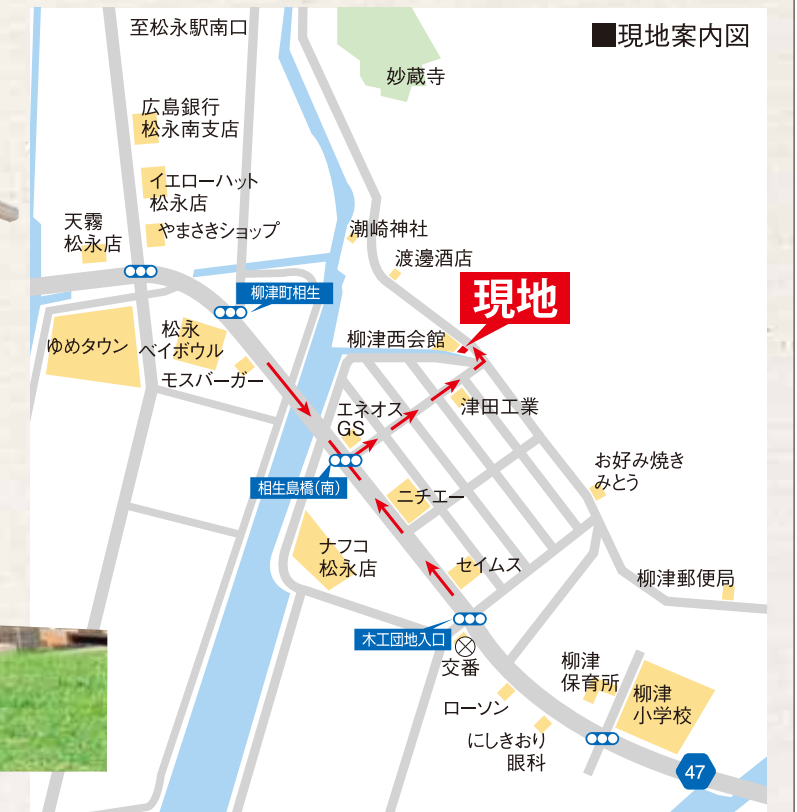 ■現地案内図
至松永駅南口
妙蔵寺
広島銀行
松永南支店
イエローハット
松永店
やまさきショップ
天霧
松永店
潮崎神社
渡邊酒店
柳津町相生
現地
柳津西会館
ゆめタウン
松永
ベイボウル
モスバーガー
エネオス
GS
津田工業
相生島橋(南)
ニチエー
お好み焼き
みとう
ナフコ
松永店
セイムス
柳津郵便局
木工団地入口
交番
柳津
保育所
柳津
小学校
ローソン
にしきおり
眼科
47